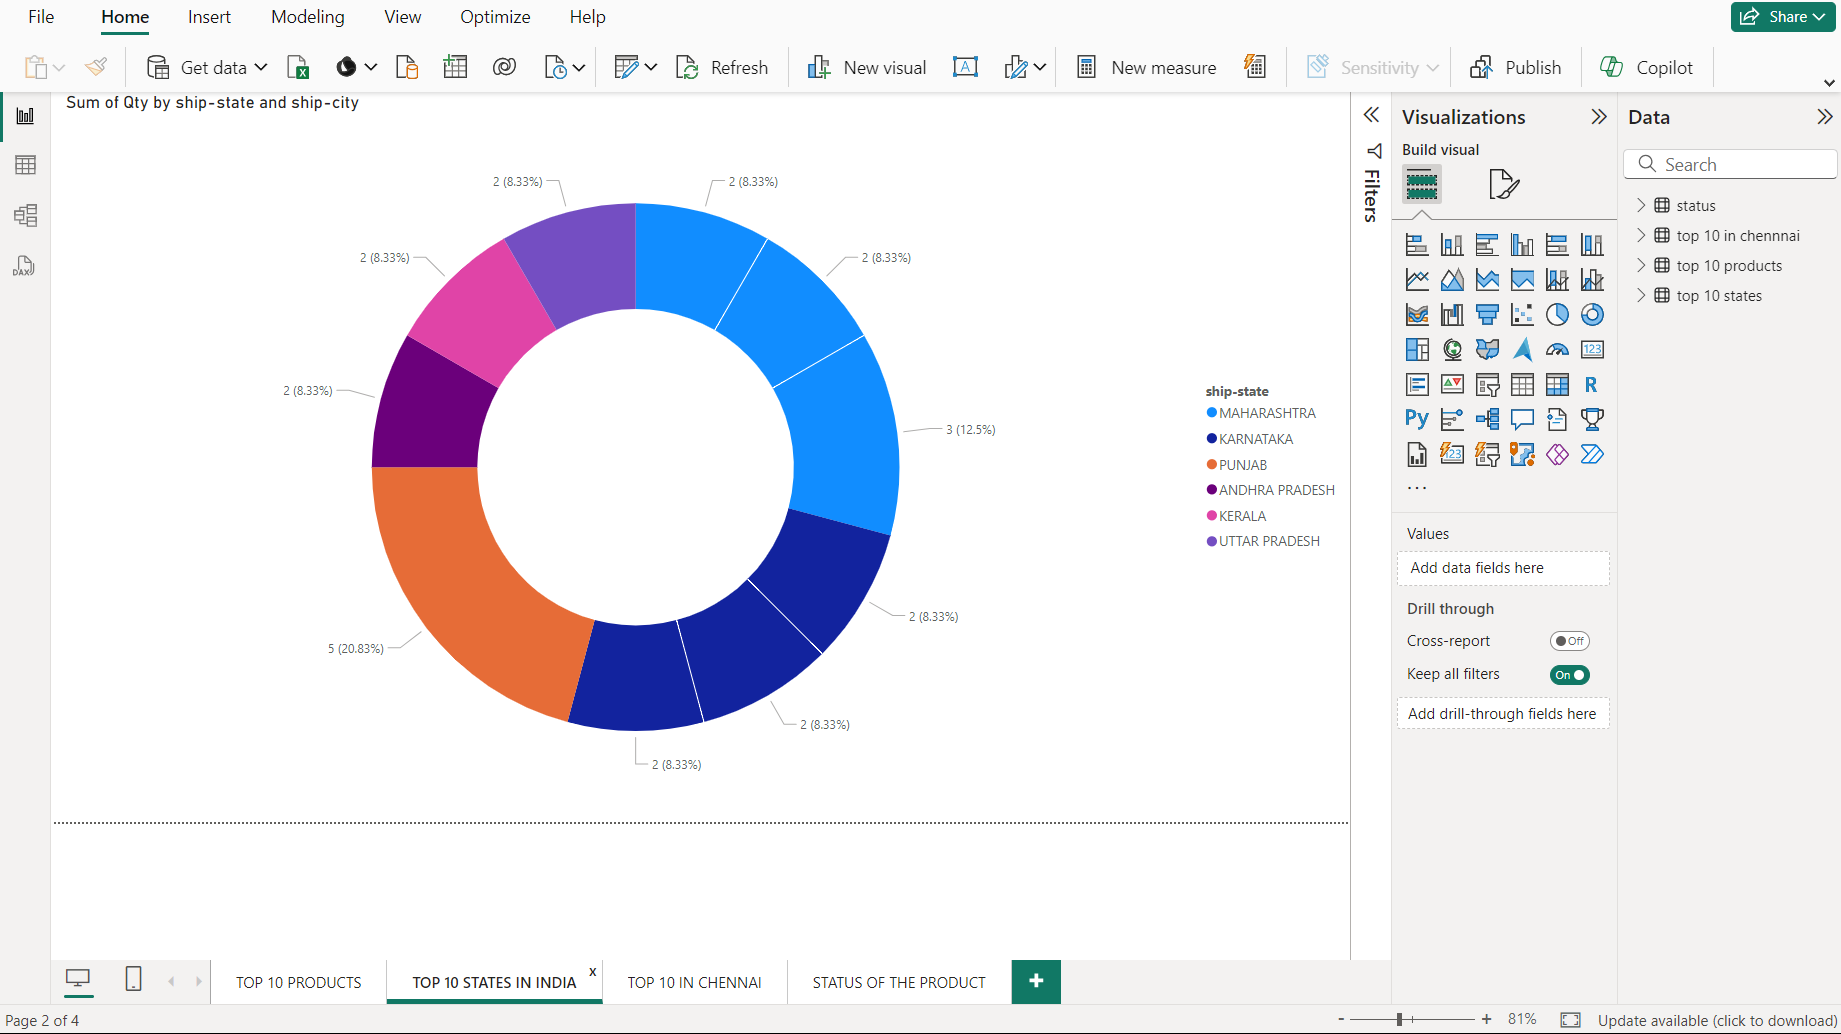 File Home Insert Modeling View Optimize Help Share
Get data Refresh New visual A New measure Sensitivity Publish Copilot
Sum of Qty by ship-state and ship-city
2 (8.33%)
2 (8.33%)
2 (8.33%)
2 (8.33%)
2 (8.33%)
3 (12.5%)
2 (8.33%)
5 (20.83%)
2 (8.33%)
2 (8.33%)
ship-state
MAHARASHTRA
KARNATAKA
PUNJAB
ANDHRA PRADESH
KERALA
UTTAR PRADESH
DAX
Filters
Visualizations
Build visual
123
R
Py
123
...
Values
Add data fields here
Drill through
Cross-report Off
Keep all filters On
Add drill-through fields here
Data
Search
status
top 10 in chennnai
top 10 products
top 10 states
TOP 10 PRODUCTS TOP 10 STATES IN INDIA x TOP 10 IN CHENNAI STATUS OF THE PRODUCT +
Page 2 of 4 - + 81% Update available (click to download)